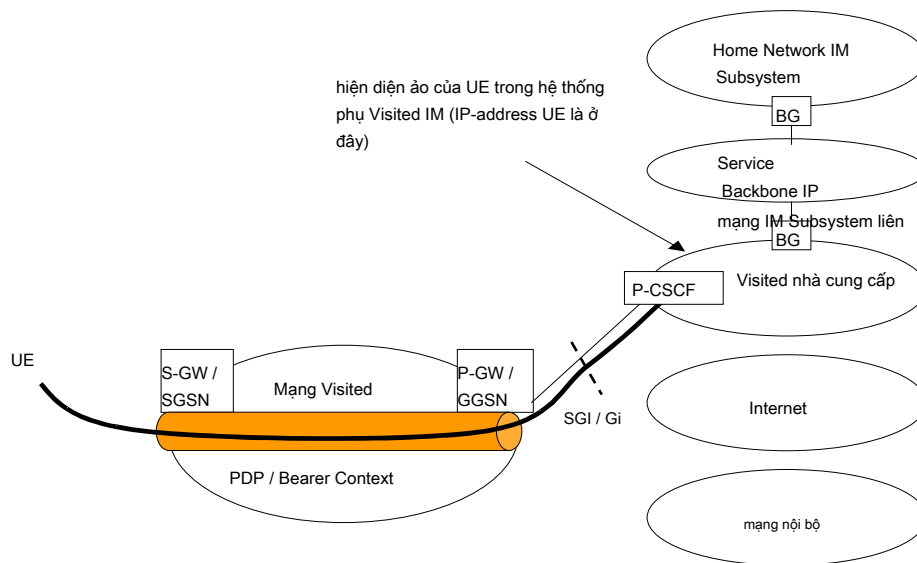 Home Network IM
Subsystem
BG
hiện diện ảo của UE trong hệ thống
phụ Visited IM (IP-address UE là ở
đây)
Service
Backbone IP
mạng IM Subsystem liên
BG
Visited nhà cung cấp
P-CSCF
UE
S-GW /
SGSN
Mạng Visited
P-GW /
GGSN
SGI / Gi
Internet
PDP / Bearer Context
mạng nội bộ